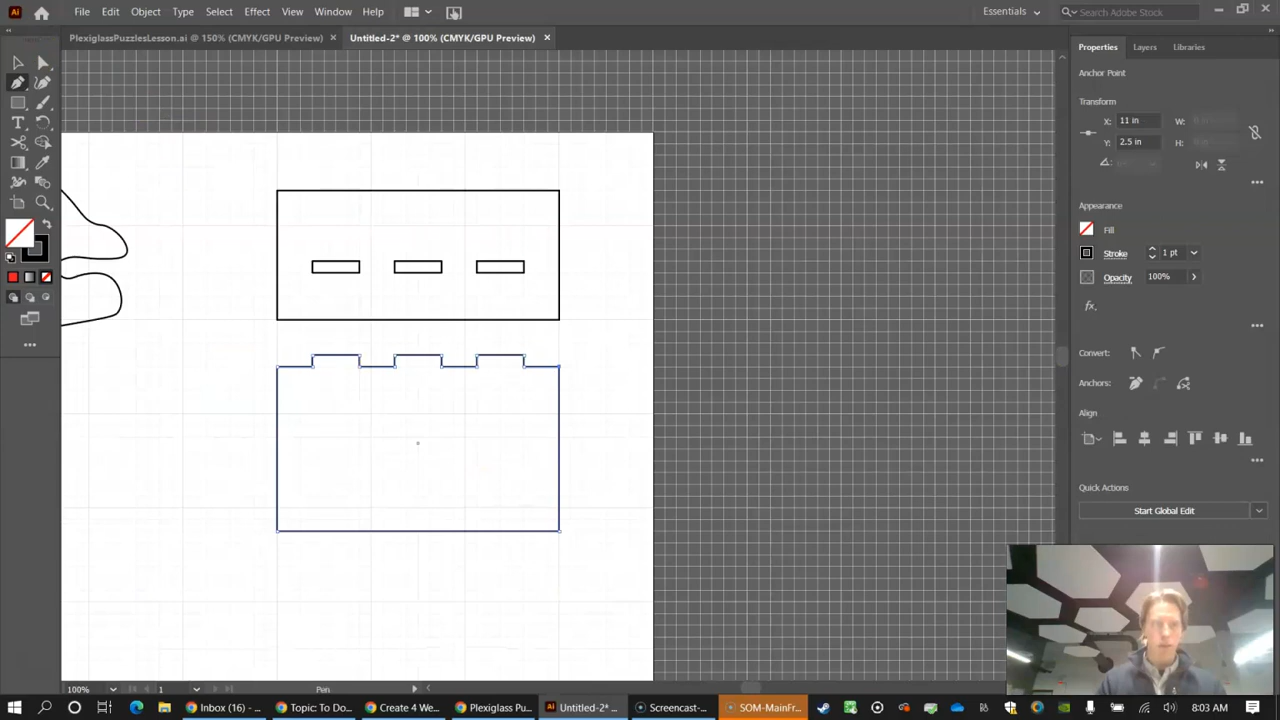 Ai File Edit Object Type Select Effect View Window Help Essentials Search Adobe Stock
PlexiglassPuzzlesLesson.ai @ 150% (CMYK/GPU Preview) × Untitled-2* @ 100% (CMYK/GPU Preview) × Properties Layers Libraries
Anchor Point
Transform
X: 11 in W:
Y: 2.5 in H:
Appearance
Fill
Stroke 1 pt
Opacity 100%
fx.
Convert:
Anchors:
Align
Quick Actions
Start Global Edit
100% 1 Pen
Inbox (16) - ... Topic To Do... Create 4 We... Plexiglass Pu... Ai Untitled-2* ... Screencast-... SOM-MainFr... 8:03 AM